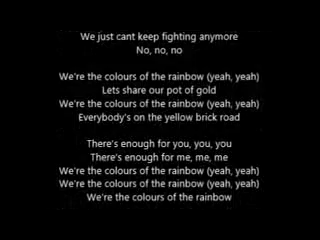 We just cant keep fighting anymore
No, no, no
We're the colours of the rainbow (yeah, yeah)
Lets share our pot of gold
We're the colours of the rainbow (yeah, yeah)
Everybody's on the yellow brick road
There's enough for you, you, you
There's enough for me, me, me
We're the colours of the rainbow (yeah, yeah)
We're the colours of the rainbow (yeah, yeah)
We're the colours of the rainbow